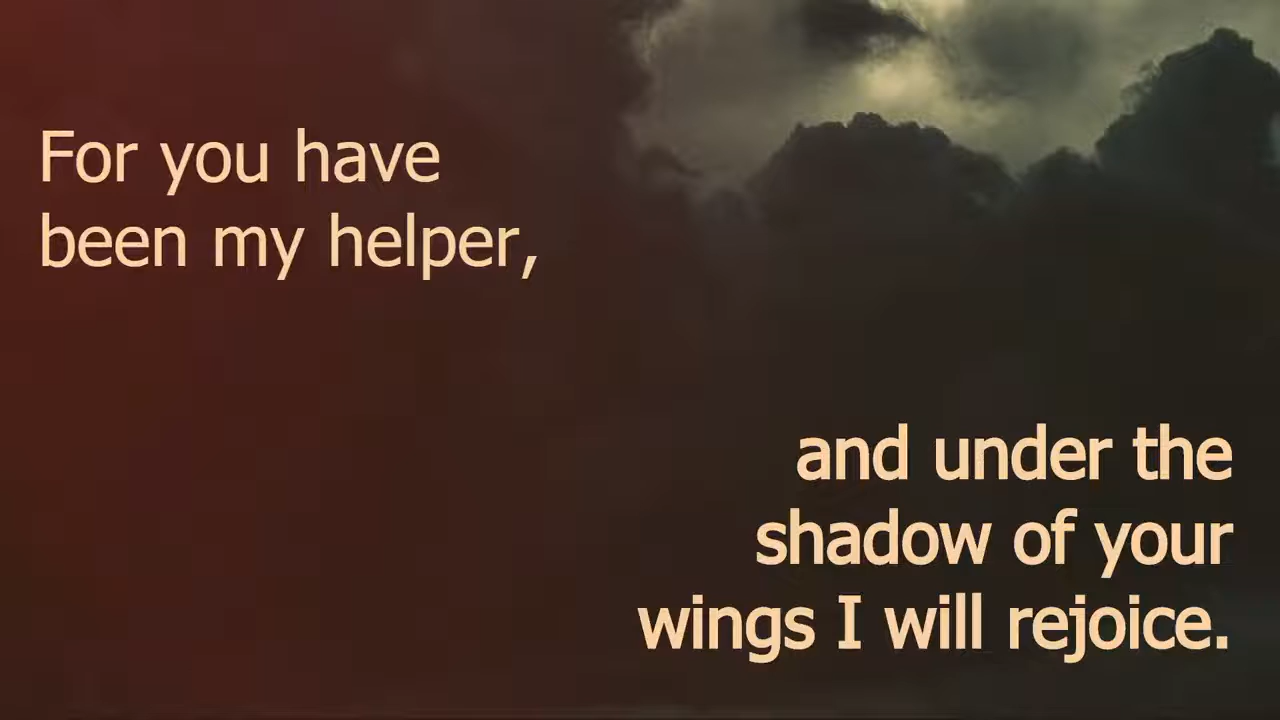 For you have
been my helper,
and under the
shadow of your
wings I will rejoice.